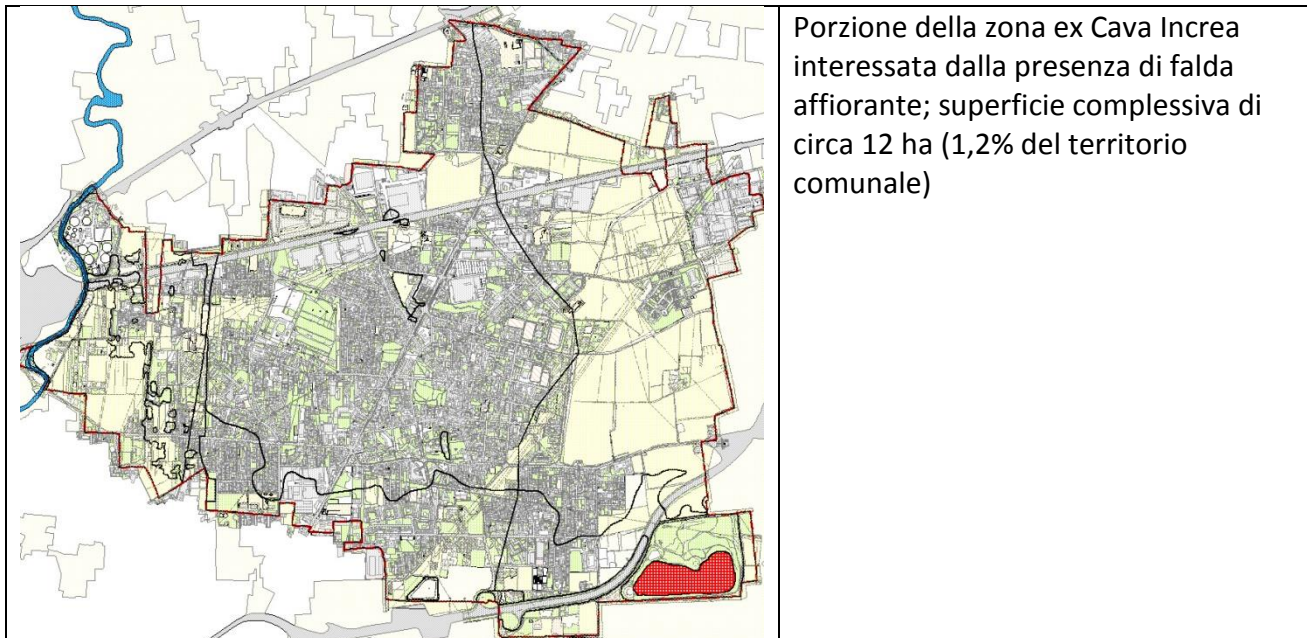 Porzione della zona ex Cava Increa
interessata dalla presenza di falda
affiorante; superficie complessiva di
circa 12 ha (1,2% del territorio
comunale)